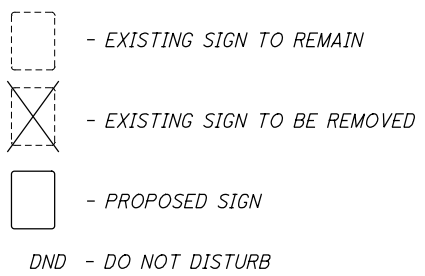 - EXISTING SIGN TO REMAIN
- EXISTING SIGN TO BE REMOVED
- PROPOSED SIGN
DND - DO NOT DISTURB